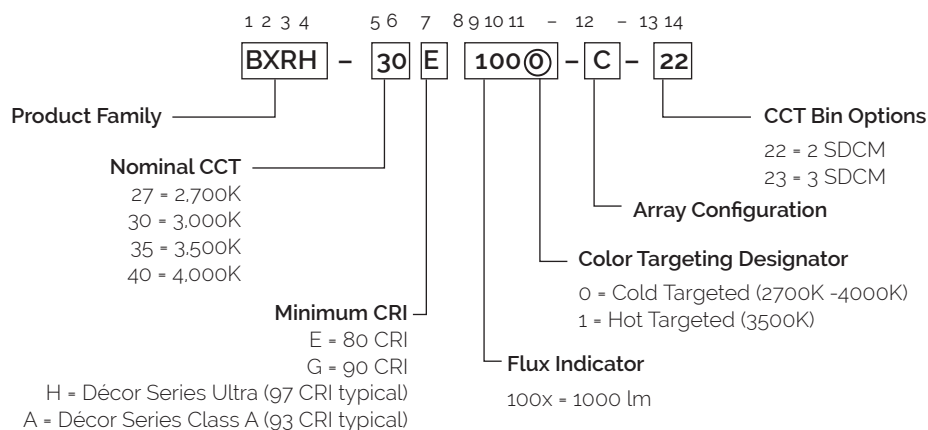 1 2 3 4 5 6 7 8 9 10 11 - 12 - 13 14
BXRH - 30 E 1000 - C - 22
Product Family
CCT Bin Options
22 = 2 SDCM
23 = 3 SDCM
Nominal CCT
27 = 2,700K
30 = 3,000K
35 = 3,500K
40 = 4,000K
Array Configuration
Color Targeting Designator
0 = Cold Targeted (2700K -4000K)
1 = Hot Targeted (3500K)
Minimum CRI
E = 80 CRI
G = 90 CRI
H = Décor Series Ultra (97 CRI typical)
A = Décor Series Class A (93 CRI typical)
Flux Indicator
100x = 1000 lm